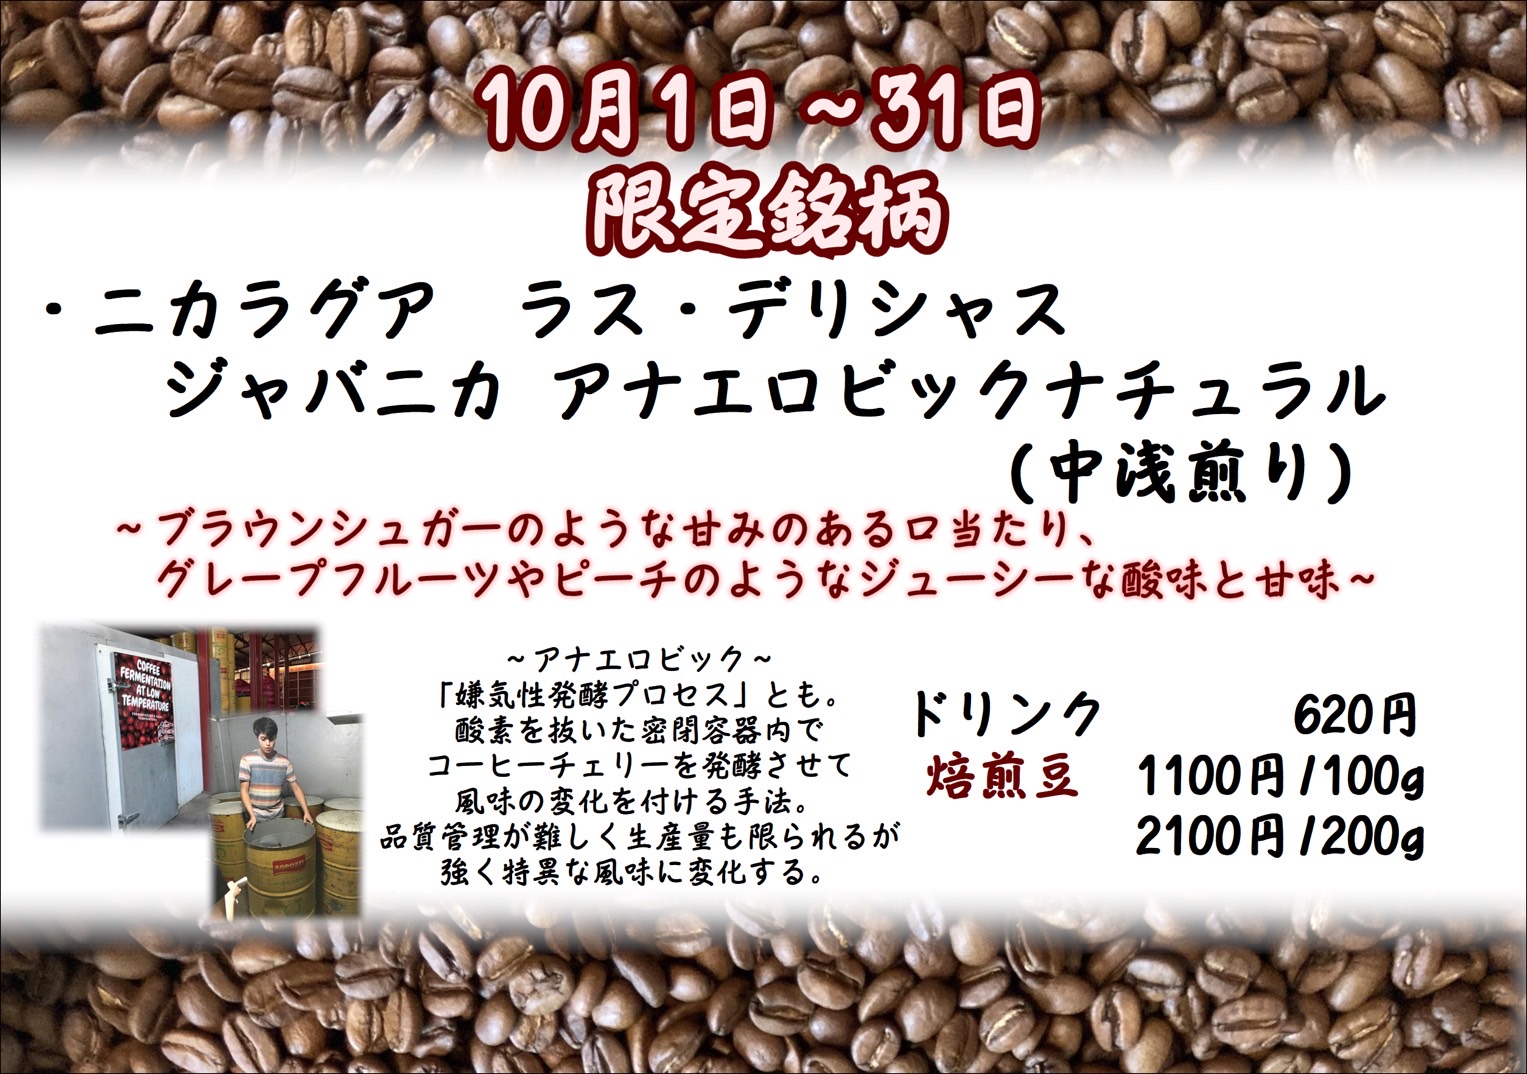 10月1日～31日
限定銘柄
・ニカラグア　ラス・デリシャス
ジャバニカ アナエロビックナチュラル
(中浅煎り)
～ブラウンシュガーのような甘みのある口当たり、
グレープフルーツやピーチのようなジューシーな酸味と甘味～
COFFEE
FERMENTATION
AT LOW
TEMPERATURE
～アナエロビック～
「嫌気性発酵プロセス」とも。
酸素を抜いた密閉容器内で
コーヒーチェリーを発酵させて
風味の変化を付ける手法。
品質管理が難しく生産量も限られるが
強く特異な風味に変化する。
ドリンク 620円
焙煎豆 1100円/100g
2100円/200g